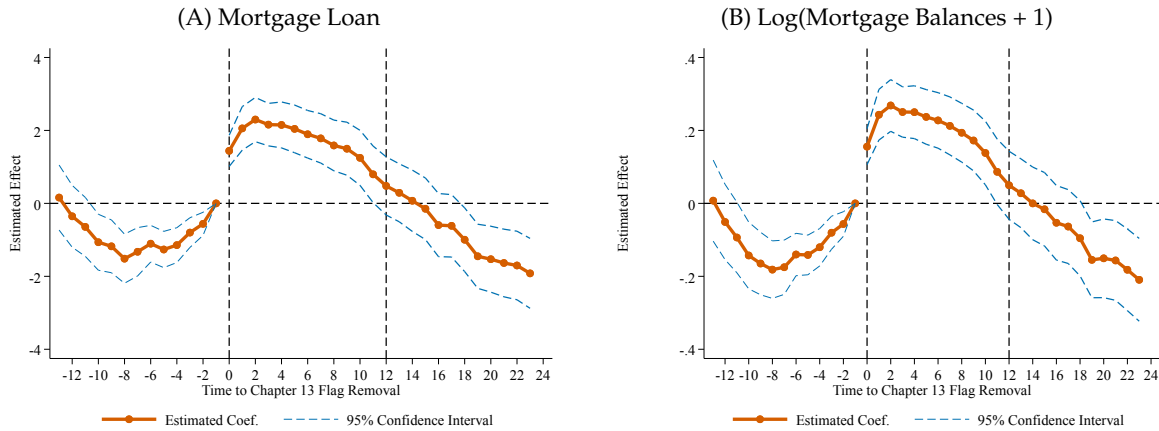 (A) Mortgage Loan
Estimated Effect
4
2
0
-2
-4
-12 -10 -8 -6 -4 -2 0 2 4 6 8 10 12 14 16 18 20 22 24
Time to Chapter 13 Flag Removal
Estimated Coef. 95% Confidence Interval
(B) Log(Mortgage Balances + 1)
Estimated Effect
.4
.2
0
-.2
-.4
-12 -10 -8 -6 -4 -2 0 2 4 6 8 10 12 14 16 18 20 22 24
Time to Chapter 13 Flag Removal
Estimated Coef. 95% Confidence Interval